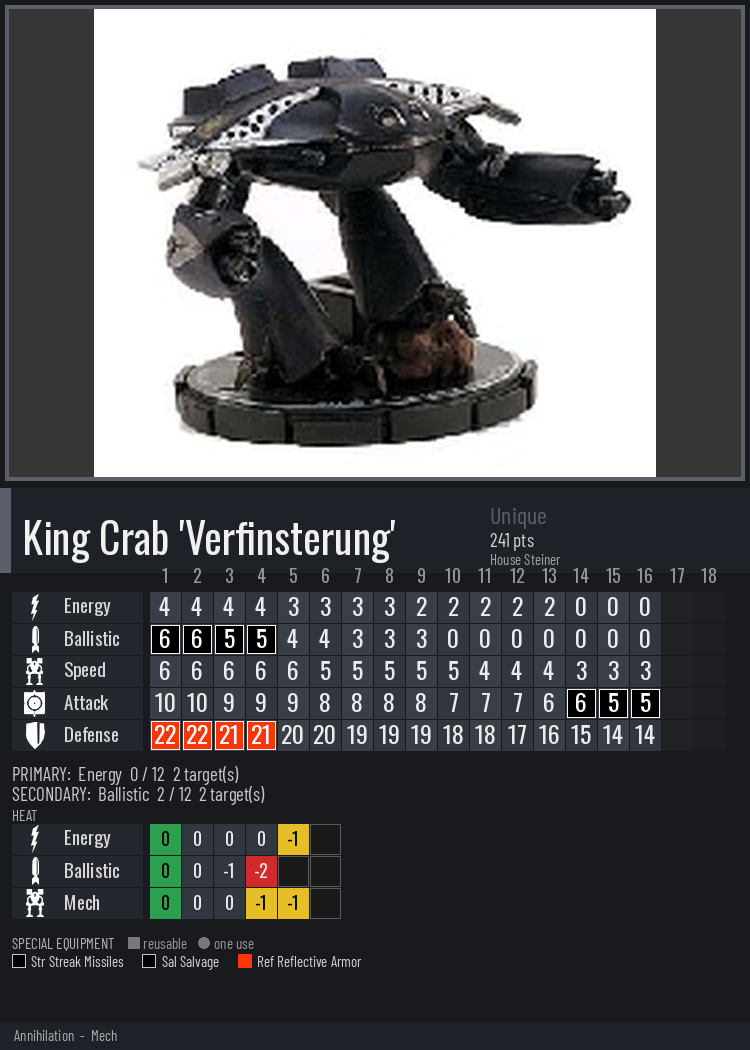 King Crab 'Verfinsterung'
Unique
241 pts
House Steiner
1 2 3 4 5 6 7 8 9 10 11 12 13 14 15 16 17 18
Energy 4 4 4 4 3 3 3 3 2 2 2 2 2 0 0 0
Ballistic 6 6 5 5 4 4 3 3 3 0 0 0 0 0 0 0
Speed 6 6 6 6 6 5 5 5 5 5 4 4 4 3 3 3
Attack 10 10 9 9 9 8 8 8 8 7 7 7 6 6 5 5
Defense 22 22 21 21 20 20 19 19 19 18 18 17 16 15 14 14
PRIMARY: Energy 0 / 12 2 target(s)
SECONDARY: Ballistic 2 / 12 2 target(s)
HEAT
Energy 0 0 0 0 -1
Ballistic 0 0 -1 -2
Mech 0 0 0 -1 -1
SPECIAL EQUIPMENT reusable one use
Str Streak Missiles Sal Salvage Ref Reflective Armor
Annihilation - Mech